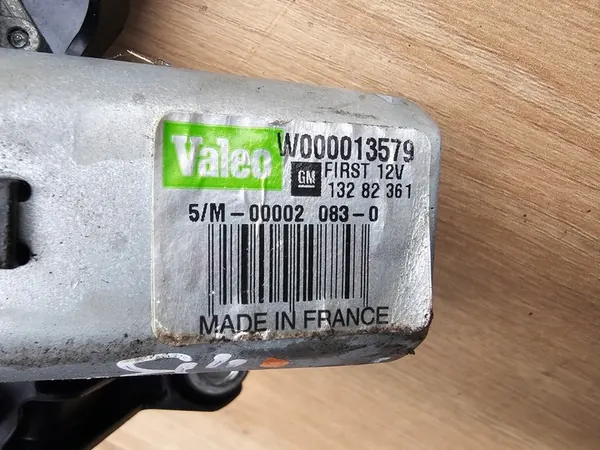 Valeo W000013579
GM FIRST 12V
132 82 361
5/M-00002 083-0
MADE IN FRANCE